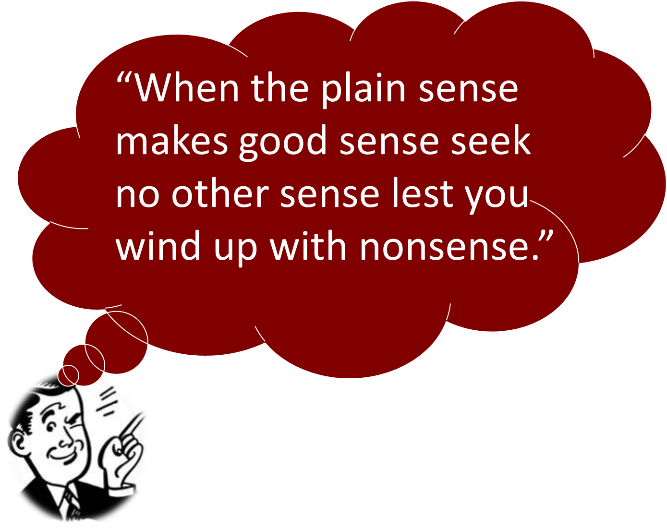 “When the plain sense
makes good sense seek
no other sense lest you
wind up with nonsense.”